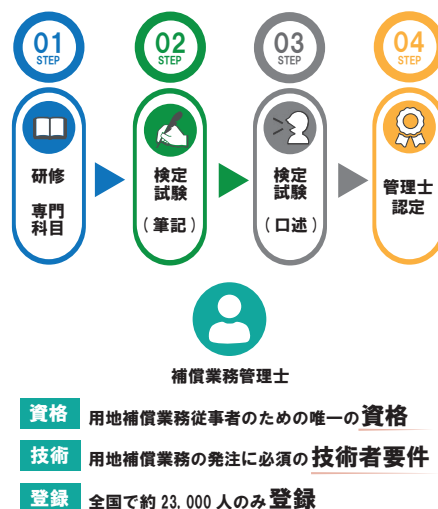 01
STEP
02
STEP
03
STEP
04
STEP
研修
専門
科目
検定
試験
(筆記)
検定
試験
(口述)
管理士
認定
補償業務管理士
資格 用地補償業務従事者のための唯一の資格
技術 用地補償業務の発注に必須の技術者要件
登録 全国で約23,000人のみ登録